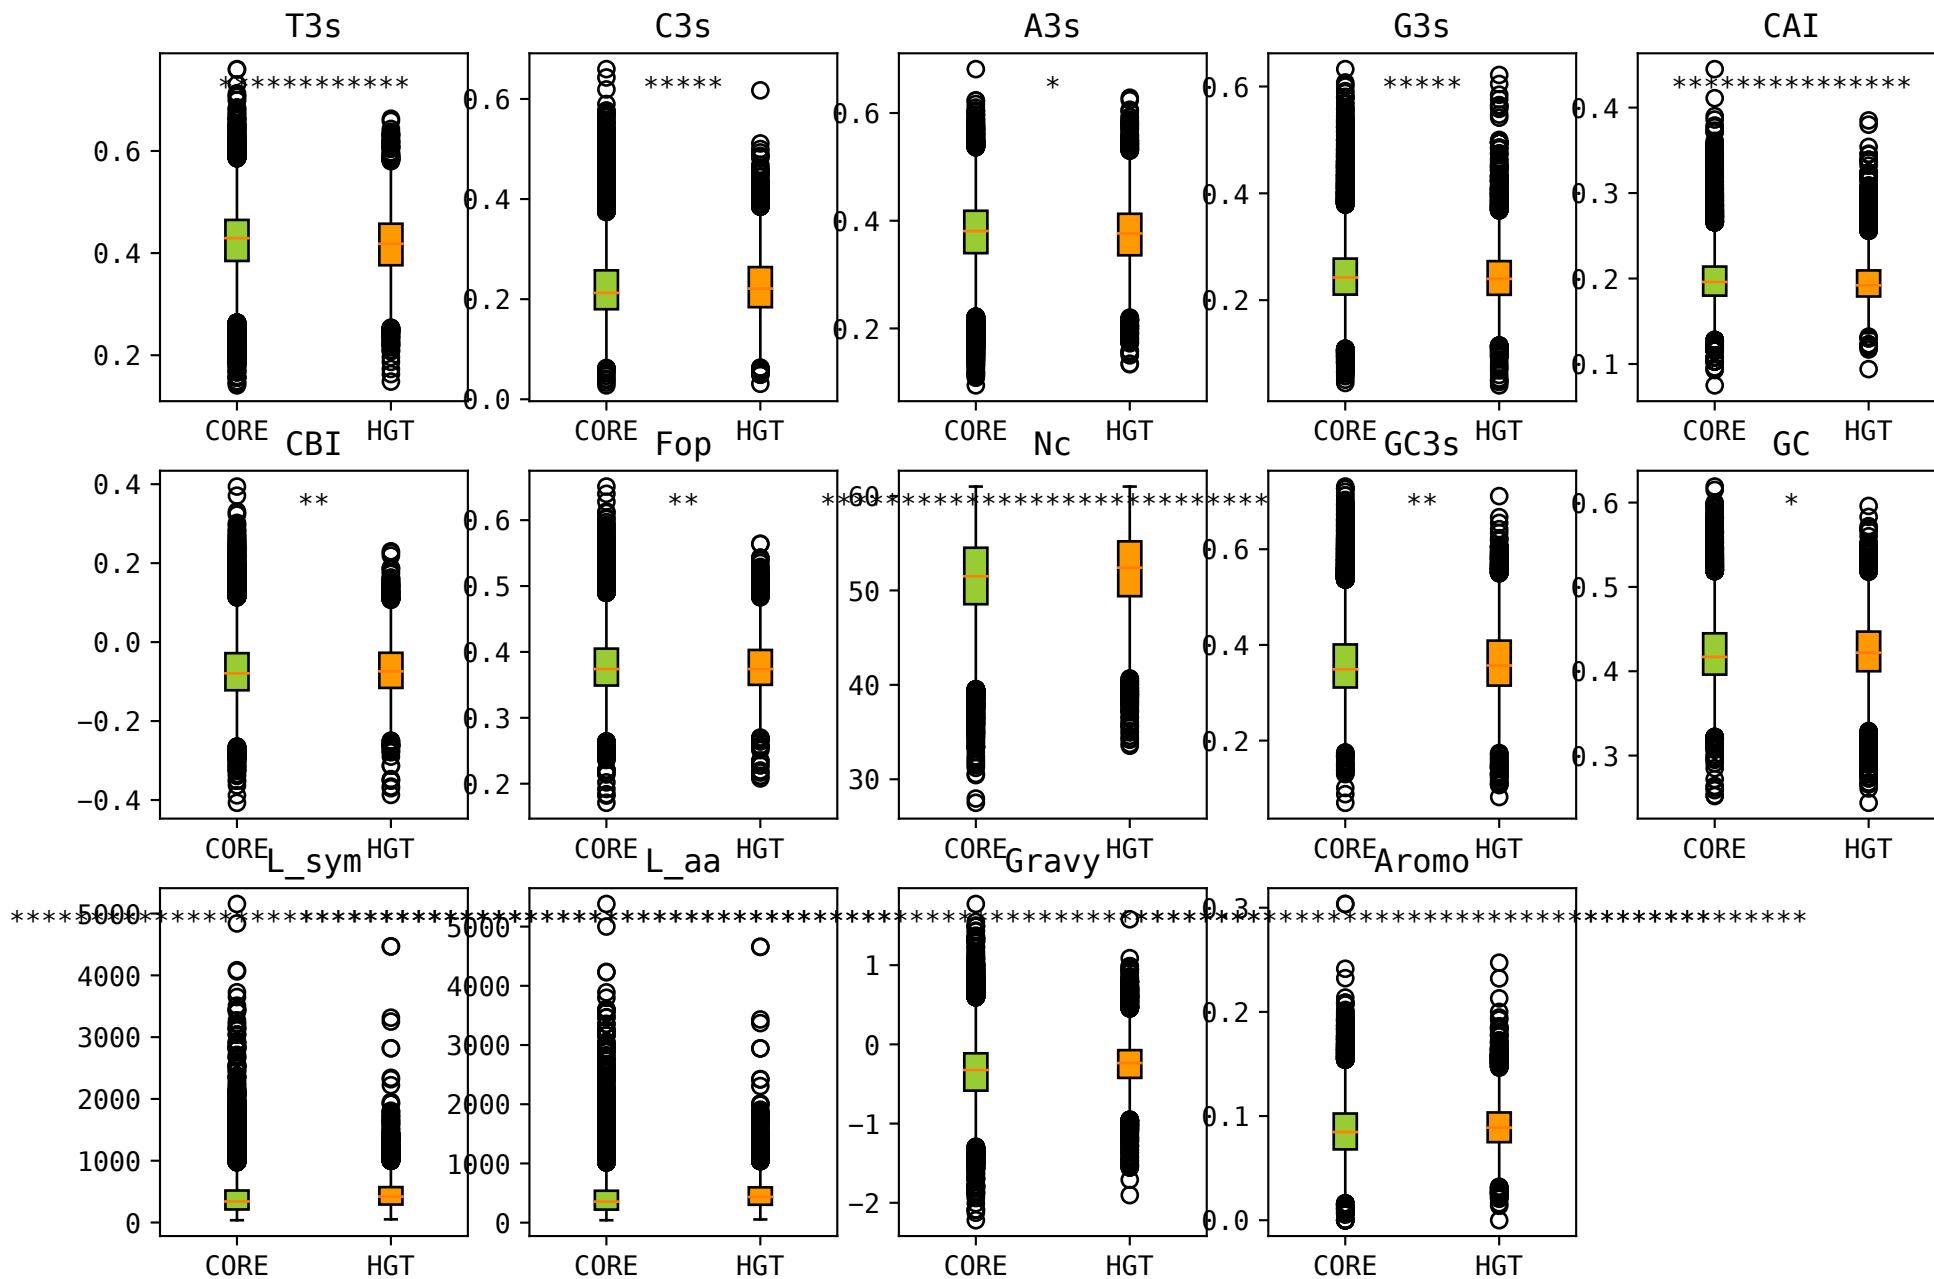 T3s C3s A3s G3s CAI
************ ***** * ***** ***************
0.6 0.6 0.6 0.6 0.4
0.4 0.4 0.4 0.4 0.3
0.2 0.2 0.2 0.2 0.2
0.0 0.1
CORE HGT CORE HGT CORE HGT CORE HGT CORE HGT
CBI Fop Nc GC3s GC
** ** ** *
0.4 0.6 60 0.6 0.6
0.2 0.5 50 0.4 0.5
0.0 0.4 40 0.2 0.4
−0.2 0.3 30 0.3
−0.4 0.2
CORE HGT CORE HGT CORE HGT CORE HGT CORE HGT
L_sym L_aa Gravy Aromo
5000 5000 1 0.3
4000 4000 0 0.2
3000 3000 −1 0.1
2000 2000 −2 0.0
1000 1000
0 0
CORE HGT CORE HGT CORE HGT CORE HGT